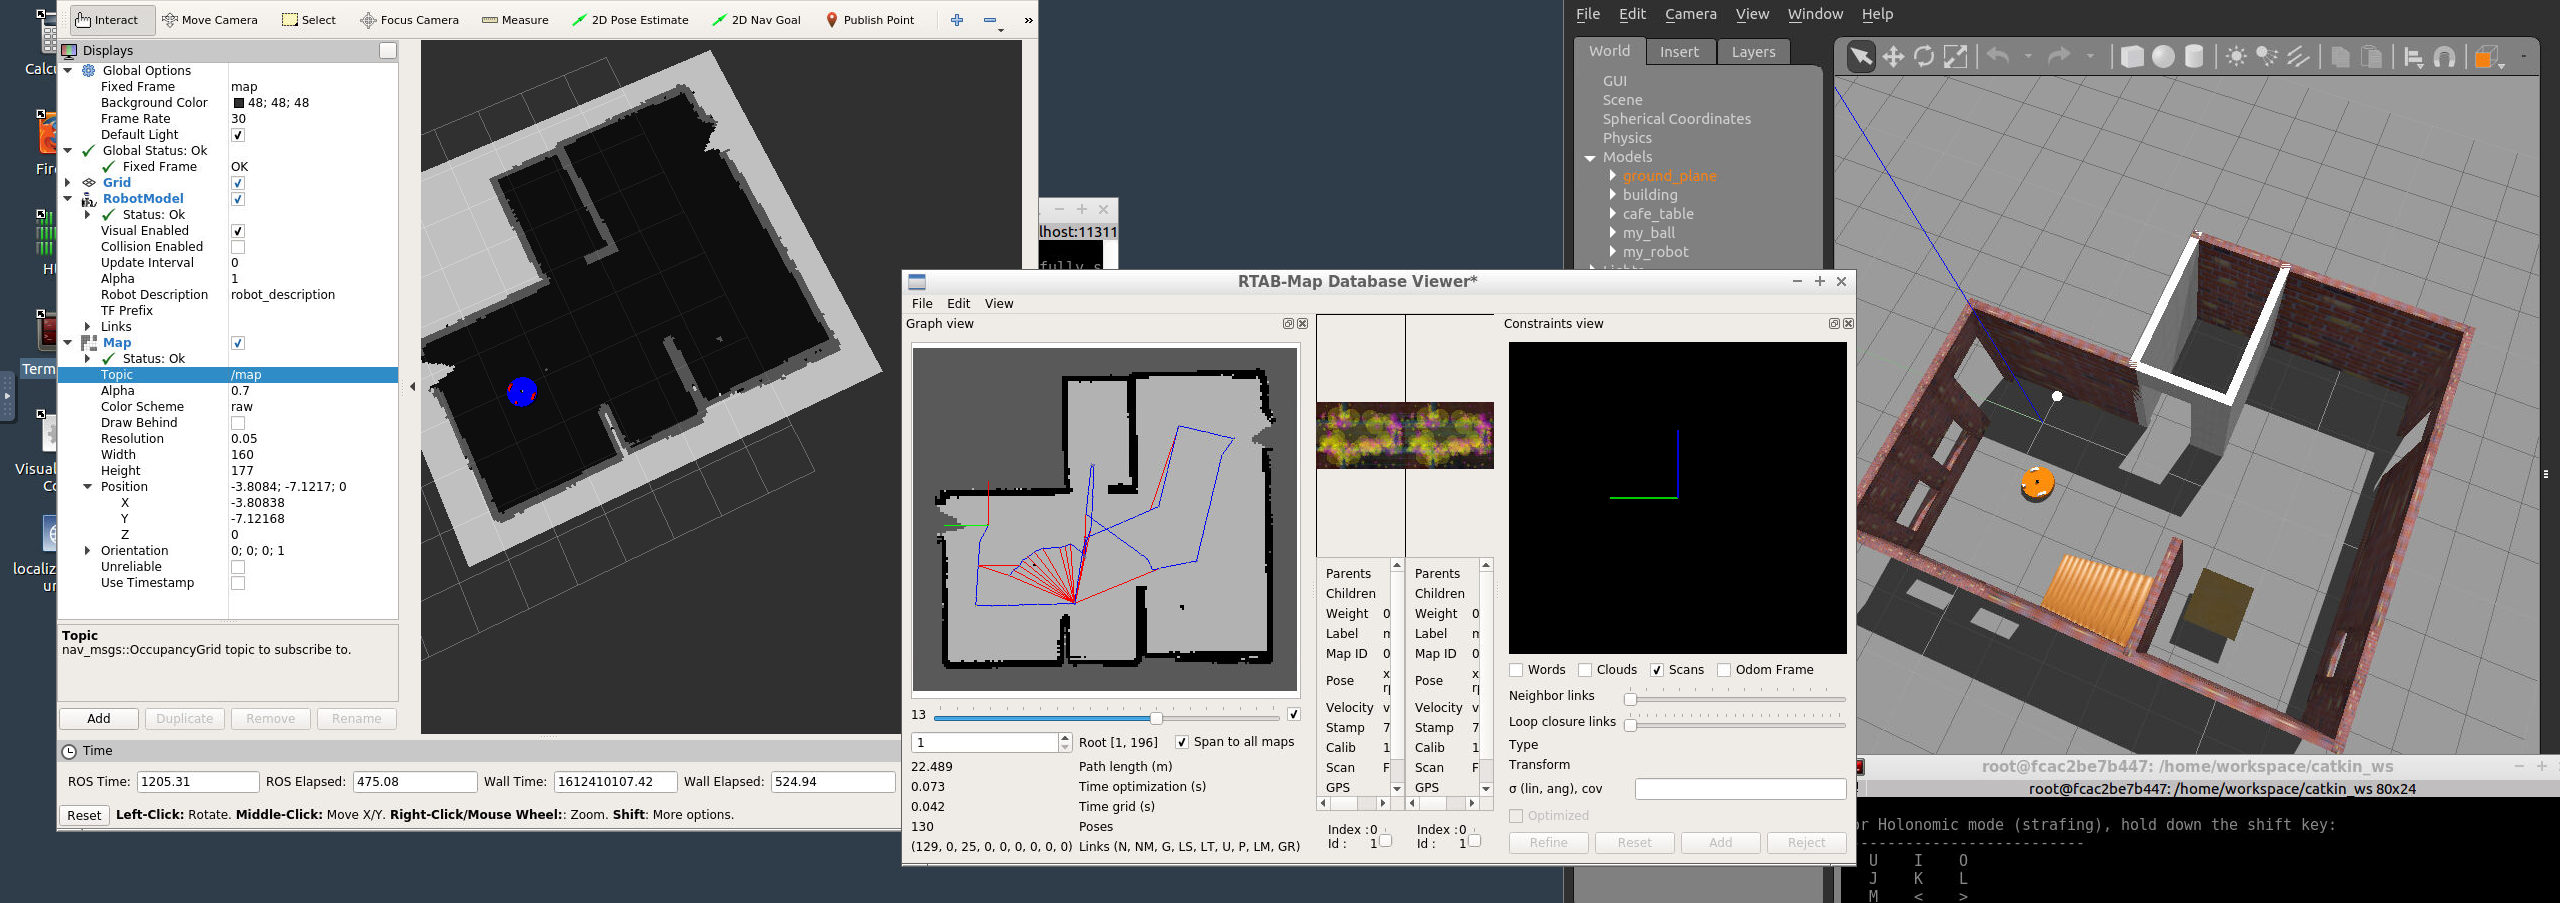 Interact Move Camera Select Focus Camera Measure 2D Pose Estimate 2D Nav Goal Publish Point »
Displays
Global Options
Fixed Frame map
Background Color 48; 48; 48
Frame Rate 30
Default Light
Global Status: Ok
Fixed Frame OK
Grid
RobotModel
Status: Ok
Visual Enabled
Collision Enabled
Update Interval 0
Alpha 1
Robot Description robot_description
TF Prefix
Links
Map
Status: Ok
Topic /map
Alpha 0.7
Color Scheme raw
Draw Behind
Resolution 0.05
Width 160
Height 177
Position -3.8084; -7.1217; 0
X -3.80838
Y -7.12168
Z 0
Orientation 0; 0; 0; 1
Unreliable
Use Timestamp
Topic
nav_msgs::OccupancyGrid topic to subscribe to.
Add Duplicate Remove Rename
Time
ROS Time: 1205.31 ROS Elapsed: 475.08 Wall Time: 1612410107.42 Wall Elapsed: 524.94
Reset Left-Click: Rotate. Middle-Click: Move X/Y. Right-Click/Mouse Wheel:: Zoom. Shift: More options.
Calcu
Fire
Term
Visual
Co
localiz
lhost:11311
fully s
RTAB-Map Database Viewer*
File Edit View
Graph view
13
1 Root [1, 196] Span to all maps
22.489 Path length (m)
0.073 Time optimization (s)
0.042 Time grid (s)
130 Poses
(129, 0, 25, 0, 0, 0, 0, 0, 0) Links (N, NM, G, LS, LT, U, P, LM, GR)
Parents Parents
Children Children
Weight 0 Weight 0
Label Label
Map ID 0 Map ID 0
Pose x Pose x
Velocity v Velocity v
Stamp 7 Stamp 7
Calib 1 Calib 1
Scan F Scan F
GPS GPS
Index :0 Index :0
Id : 1 Id : 1
Constraints view
Words Clouds Scans Odom Frame
Neighbor links
Loop closure links
Type
Transform
σ (lin, ang), cov
Optimized
Refine Reset Add Reject
File Edit Camera View Window Help
World Insert Layers
GUI
Scene
Spherical Coordinates
Physics
Models
ground_plane
building
cafe_table
my_ball
my_robot
root@fcac2be7b447: /home/workspace/catkin_ws
root@fcac2be7b447: /home/workspace/catkin_ws 80x24
or Holonomic mode (strafing), hold down the shift key:
---------------------------
U I O
J K L
M < >